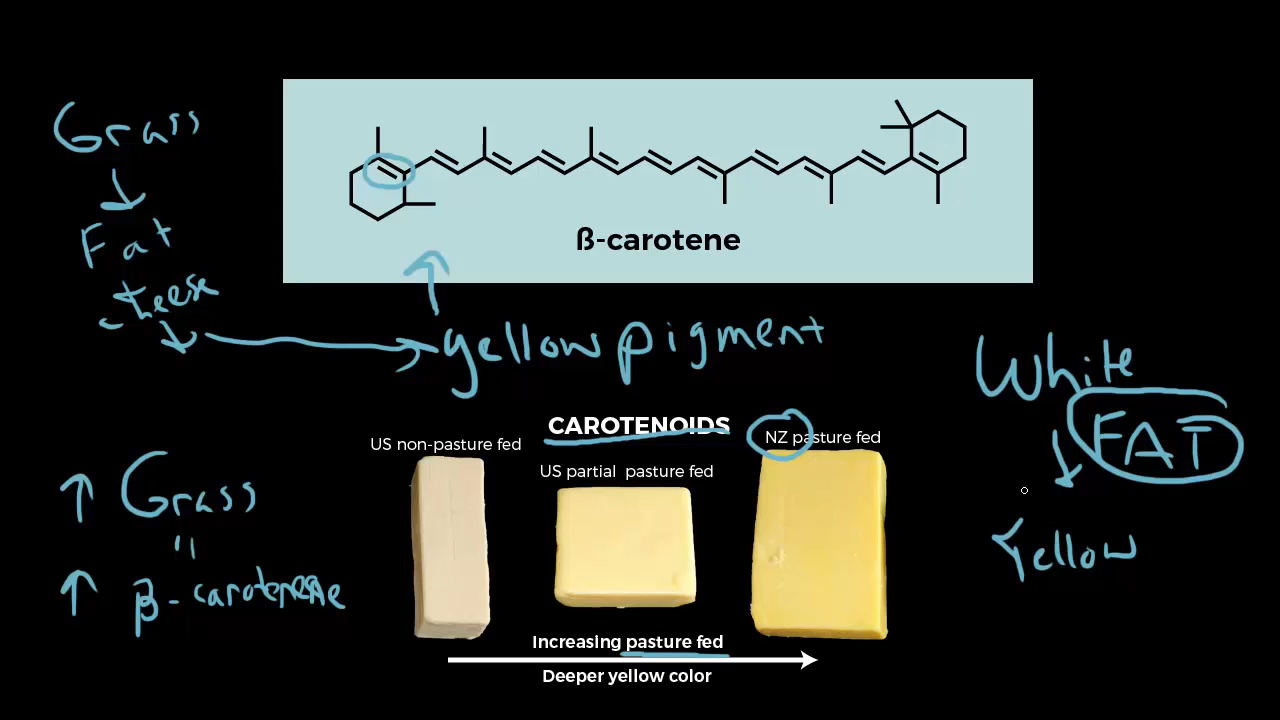 Grass
Fat
ß-carotene
yellow pigment
White
FAT
Yellow
CAROTENOIDS
US non-pasture fed
US partial pasture fed
NZ pasture fed
↑ Grass
"
↑ β-carotene
Increasing pasture fed
Deeper yellow color